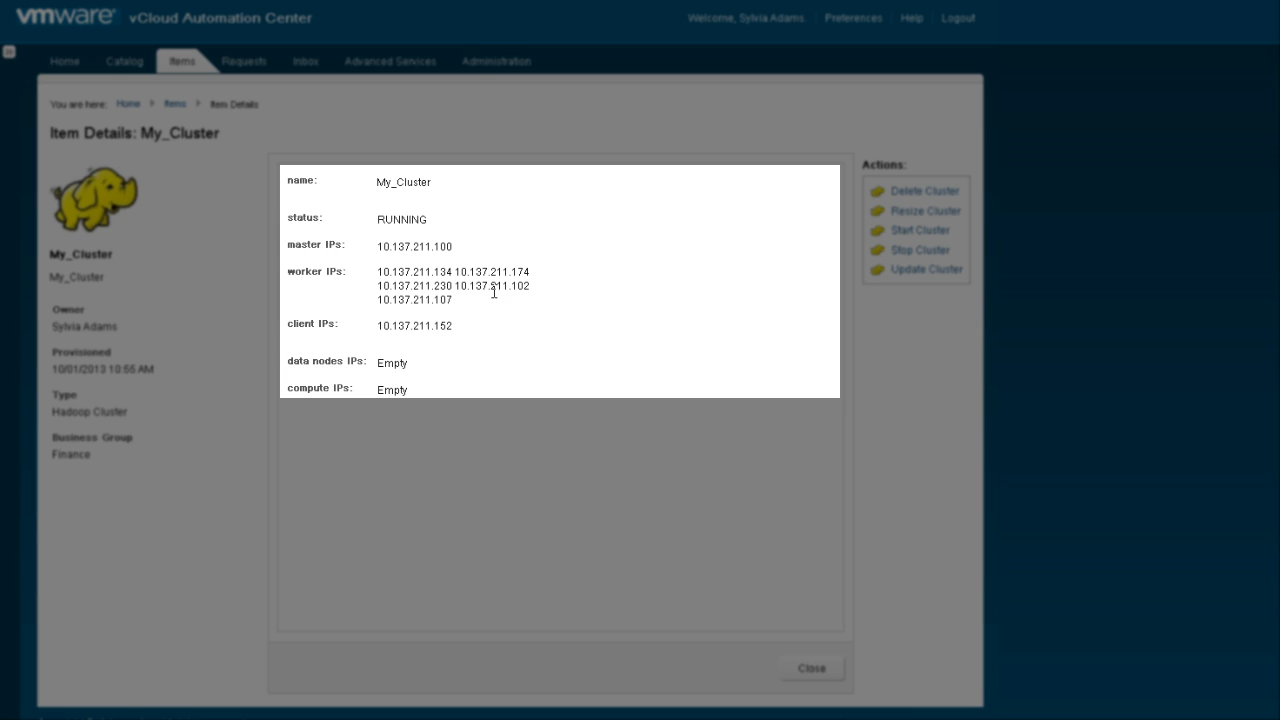 vmware® vCloud Automation Center
Welcome, Sylvia Adams. Preferences Help Logout
Home Catalog Items Requests Inbox Advanced Services Administration
You are here: Home > Items > Item Details
Item Details: My_Cluster
My_Cluster
My_Cluster
Owner
Sylvia Adams
Provisioned
10/01/2013 10:55 AM
Type
Hadoop Cluster
Business Group
Finance
name: My_Cluster
status: RUNNING
master IPs: 10.137.211.100
worker IPs: 10.137.211.134 10.137.211.174
10.137.211.230 10.137.211.102
10.137.211.107
client IPs: 10.137.211.152
data nodes IPs: Empty
compute IPs: Empty
Actions:
Delete Cluster
Resize Cluster
Start Cluster
Stop Cluster
Update Cluster
Close